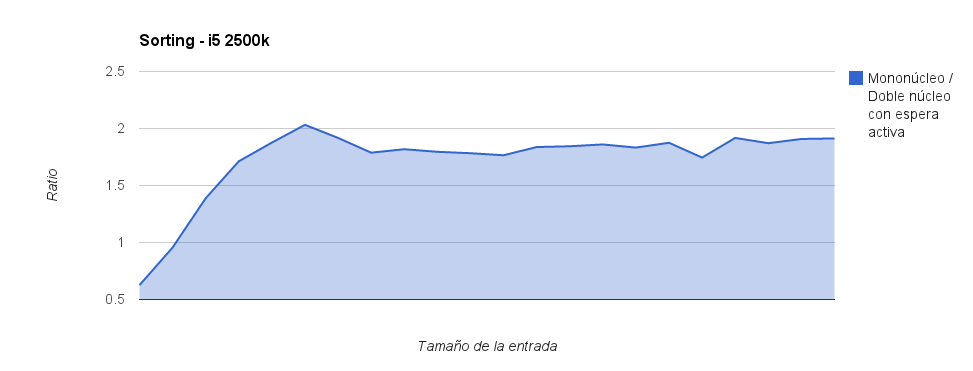 Sorting - i5 2500k
2.5
2
1.5
1
0.5
Ratio
Tamaño de la entrada
Mononúcleo /
Doble núcleo
con espera
activa